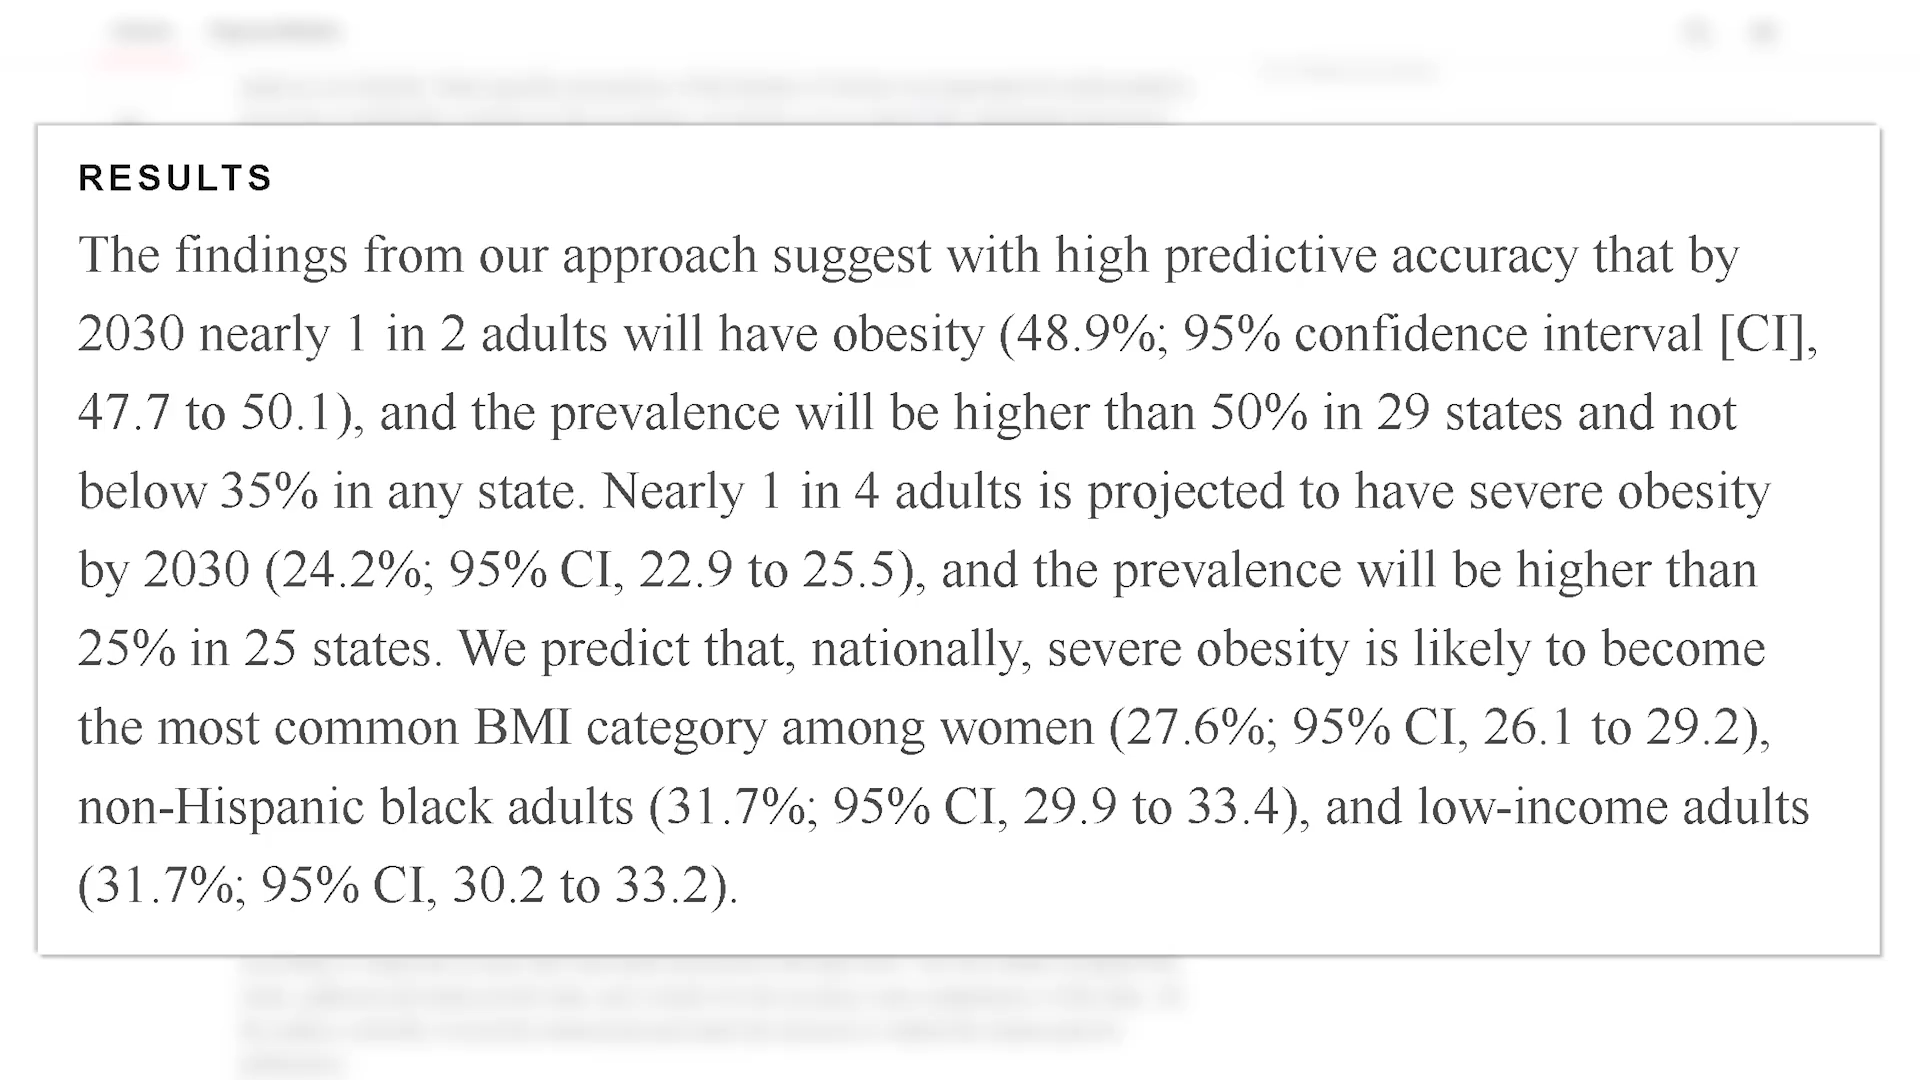 RESULTS
The findings from our approach suggest with high predictive accuracy that by
2030 nearly 1 in 2 adults will have obesity (48.9%; 95% confidence interval [CI],
47.7 to 50.1), and the prevalence will be higher than 50% in 29 states and not
below 35% in any state. Nearly 1 in 4 adults is projected to have severe obesity
by 2030 (24.2%; 95% CI, 22.9 to 25.5), and the prevalence will be higher than
25% in 25 states. We predict that, nationally, severe obesity is likely to become
the most common BMI category among women (27.6%; 95% CI, 26.1 to 29.2),
non-Hispanic black adults (31.7%; 95% CI, 29.9 to 33.4), and low-income adults
(31.7%; 95% CI, 30.2 to 33.2).